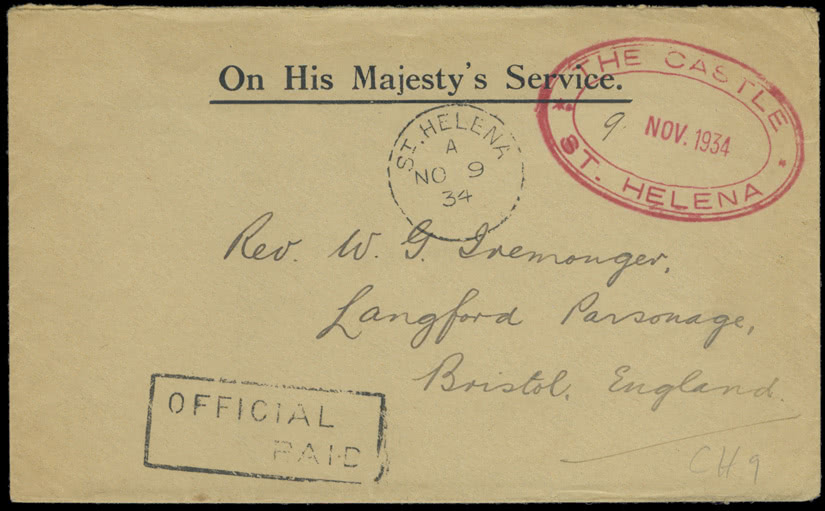 On His Majesty's Service.
THE CASTLE
9 NOV. 1934
ST. HELENA
ST. HELENA
A
NO 9
34
Rev. W. G. Iremonger,
Langford Parsonage,
Bristol, England.
OFFICIAL
PAID
CH 9